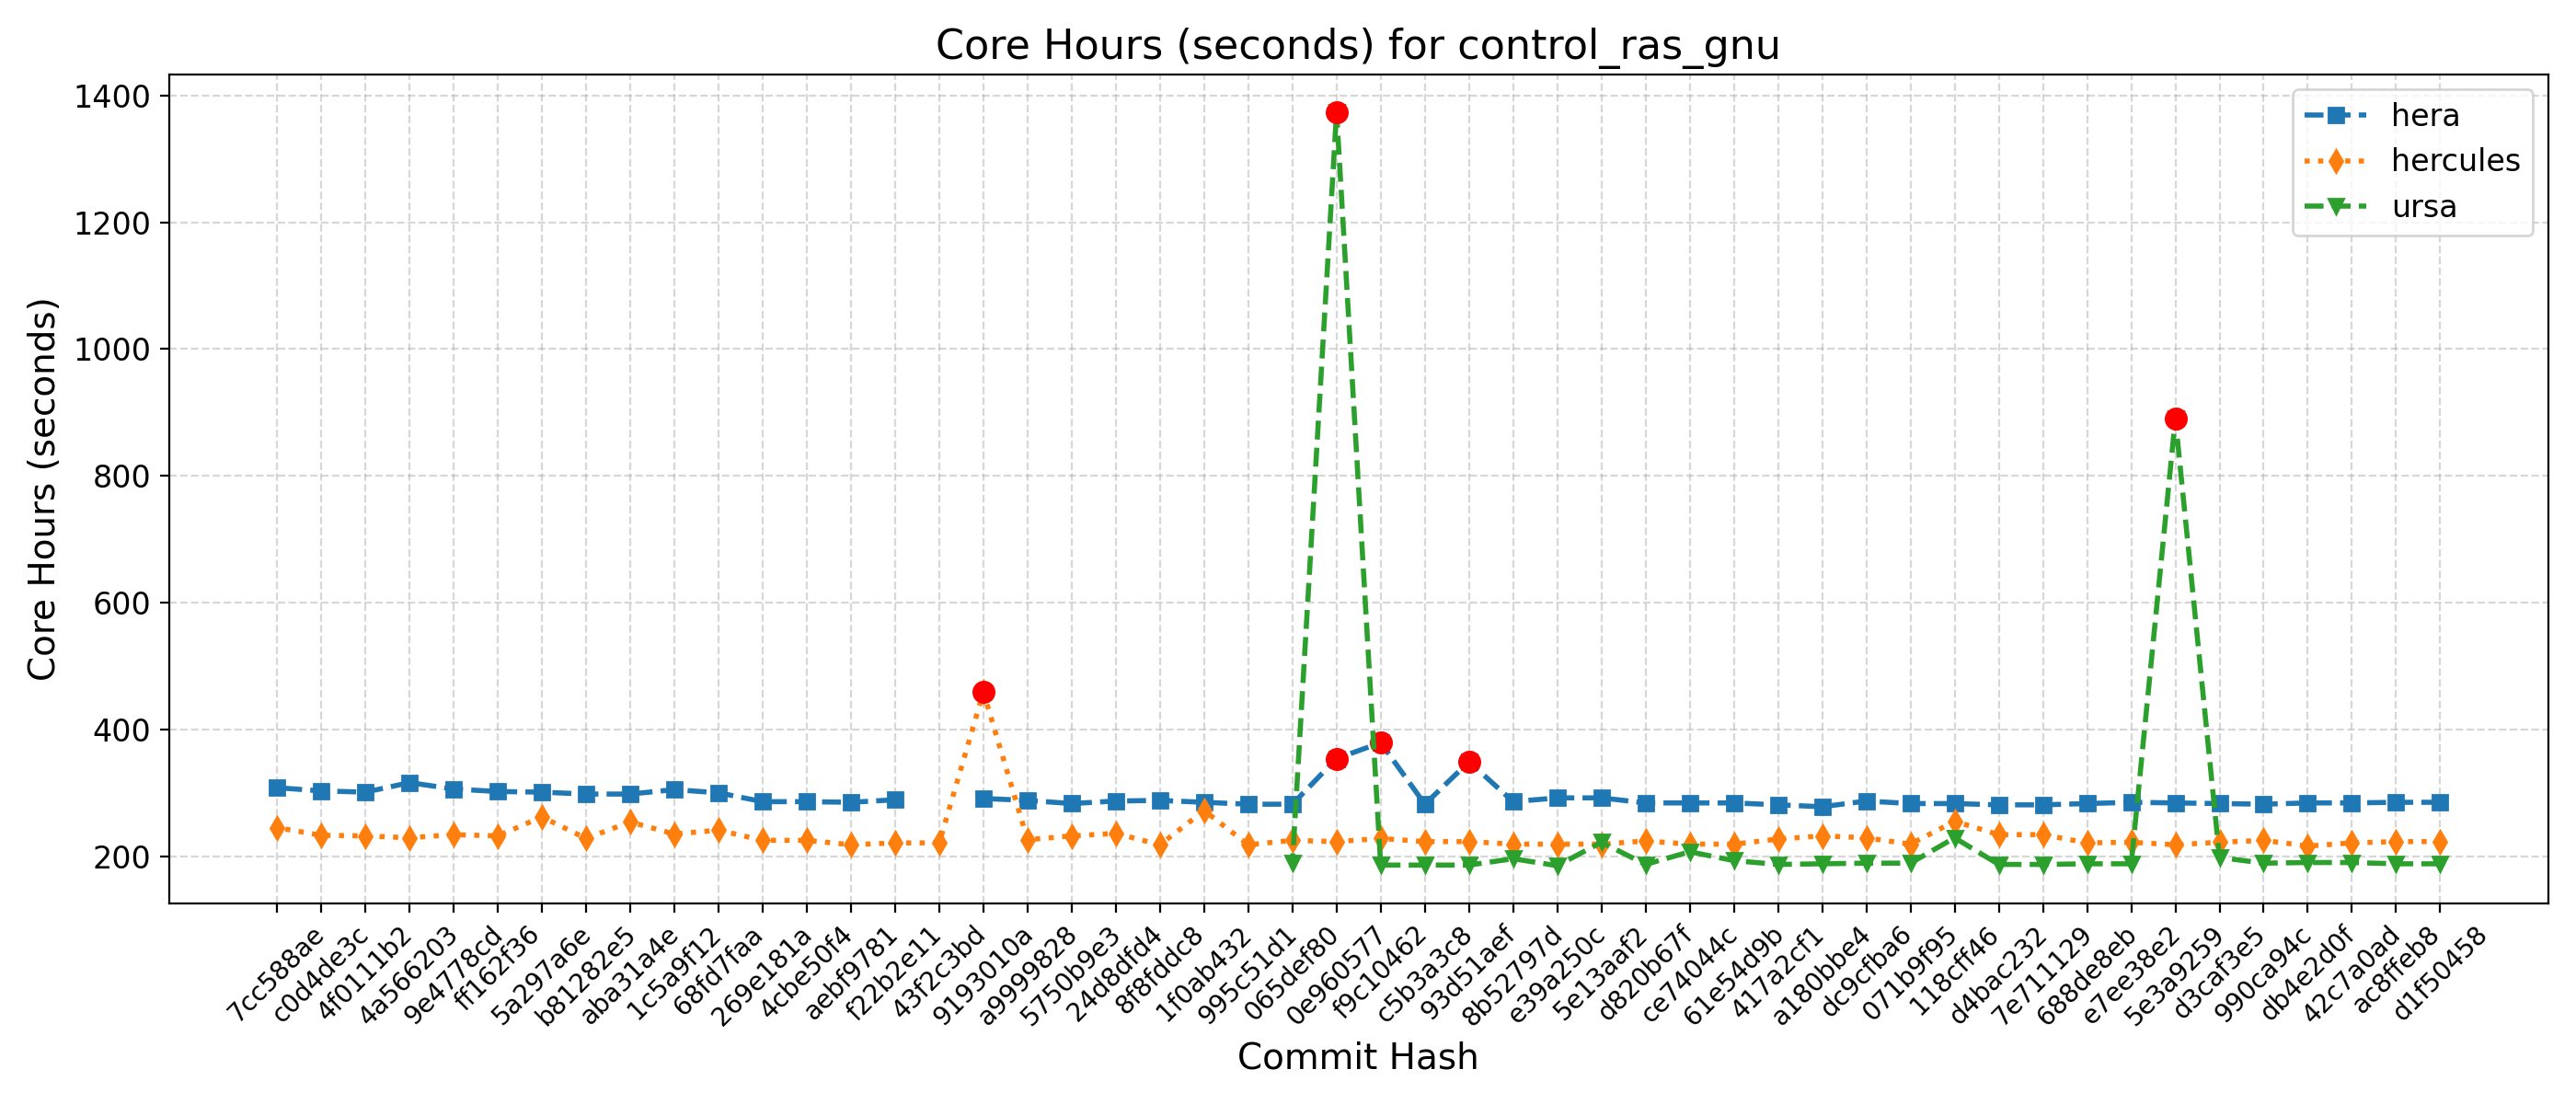 Core Hours (seconds) for control_ras_gnu
Core Hours (seconds)
1400
1200
1000
800
600
400
200
hera
hercules
ursa
7cc588ae
c0d4de3c
4f0111b2
4a566203
9e4778cd
ff162f36
5a297a6e
b81282e5
aba31a4e
1c5a9f12
68fd7faa
269e181a
4cbe50f4
aebf9781
f22b2e11
43f2c3bd
9193010a
a9999828
5750b9e3
24d8dfd4
8f8fddc8
1f0ab432
995c51d1
065def80
0e960577
f9c10462
c5b3a3c8
93d51aef
8b52797d
e39a250c
5e13aaf2
d820b67f
ce74044c
61e54d9b
417a2cf1
a180bbe4
dc9cfba6
071b9f95
118cff46
d4bac232
7e711129
688de8eb
e7ee38e2
5e3a9259
d3caf3e5
990ca94c
db4e2d0f
42c7a0ad
ac8ffeb8
d1f50458
Commit Hash